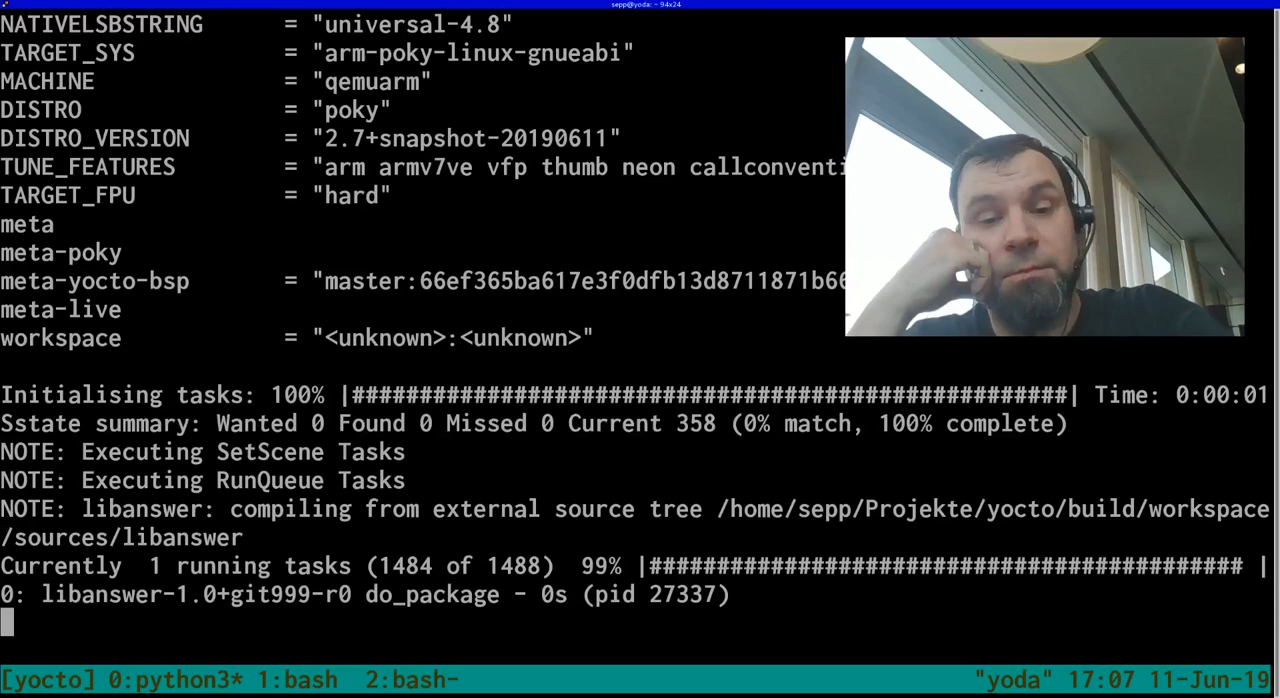 sepp@yoda: ~ 94x24
NATIVELSBSTRING      = "universal-4.8"
TARGET_SYS           = "arm-poky-linux-gnueabi"
MACHINE              = "qemuarm"
DISTRO               = "poky"
DISTRO_VERSION       = "2.7+snapshot-20190611"
TUNE_FEATURES        = "arm armv7ve vfp thumb neon callconventi
TARGET_FPU           = "hard"
meta
meta-poky
meta-yocto-bsp       = "master:66ef365ba617e3f0dfb13d8711871b66
meta-live
workspace            = "<unknown>:<unknown>"
Initialising tasks: 100% |#####################################################| Time: 0:00:01
Sstate summary: Wanted 0 Found 0 Missed 0 Current 358 (0% match, 100% complete)
NOTE: Executing SetScene Tasks
NOTE: Executing RunQueue Tasks
NOTE: libanswer: compiling from external source tree /home/sepp/Projekte/yocto/build/workspace
/sources/libanswer
Currently  1 running tasks (1484 of 1488)  99% |############################################ |
0: libanswer-1.0+git999-r0 do_package - 0s (pid 27337)
[yocto] 0:python3* 1:bash  2:bash-                                      "yoda" 17:07 11-Jun-19